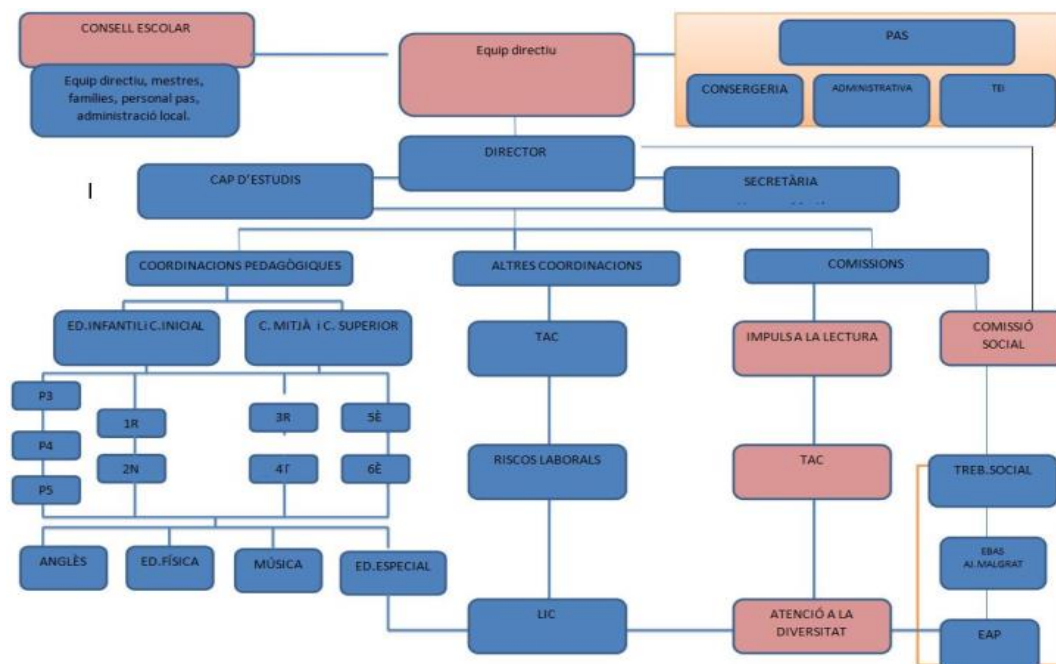 CONSELL ESCOLAR
Equip directiu, mestres,
famílies, personal pas,
administració local.
Equip directiu
PAS
CONSERGERIA
ADMINISTRATIVA
TEI
DIRECTOR
CAP D'ESTUDIS
SECRETÀRIA
COORDINACIONS PEDAGÒGIQUES
ALTRES COORDINACIONS
COMISSIONS
ED.INFANTIL i C.INICIAL
C. MITJÀ i C. SUPERIOR
TAC
IMPULS A LA LECTURA
COMISSIÓ
SOCIAL
P3
1R
3R
5È
P4
2N
4T
6È
P5
RISCOS LABORALS
TAC
TREB.SOCIAL
ANGLÈS
ED.FÍSICA
MÚSICA
ED.ESPECIAL
EBAS
AJ.MALGRAT
LIC
ATENCIÓ A LA
DIVERSITAT
EAP